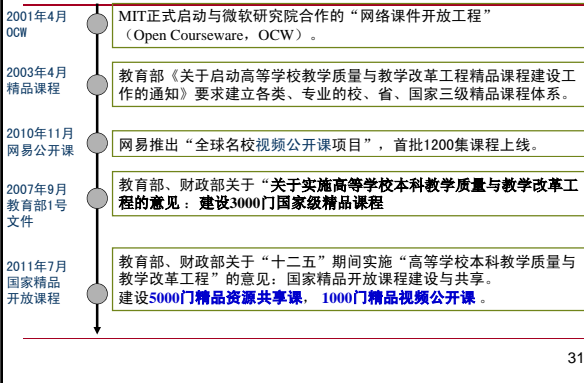 2001年4月
OCW
MIT正式启动与微软研究院合作的“网络课件开放工程”
（Open Courseware，OCW）。
2003年4月
精品课程
教育部《关于启动高等学校教学质量与教学改革工程精品课程建设工
作的通知》要求建立各类、专业的校、省、国家三级精品课程体系。
2010年11月
网易公开课
网易推出“全球名校视频公开课项目”，首批1200集课程上线。
2007年9月
教育部1号
文件
教育部、财政部关于“关于实施高等学校本科教学质量与教学改革工
程的意见：建设3000门国家级精品课程
2011年7月
国家精品
开放课程
教育部、财政部关于“十二五”期间实施“高等学校本科教学质量与
教学改革工程”的意见：国家精品开放课程建设与共享。
建设5000门精品资源共享课， 1000门精品视频公开课 。
31